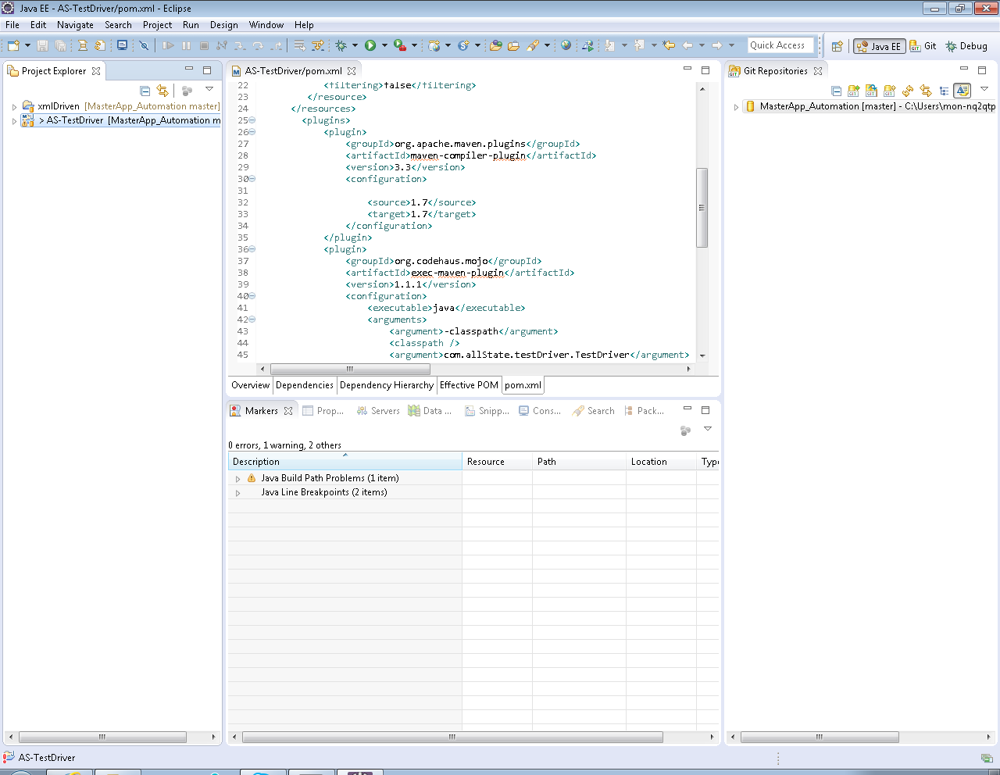 Java EE - AS-TestDriver/pom.xml - Eclipse
File Edit Navigate Search Project Run Design Window Help
Quick Access
Java EE
Git
Debug
Project Explorer
xmlDriven [MasterApp_Automation master]
> AS-TestDriver [MasterApp_Automation m
AS-TestDriver/pom.xml
22 <filtering>false</filtering>
23 </resource>
24 </resources>
25 <plugins>
26 <plugin>
27 <groupId>org.apache.maven.plugins</groupId>
28 <artifactId>maven-compiler-plugin</artifactId>
29 <version>3.3</version>
30 <configuration>
31
32 <source>1.7</source>
33 <target>1.7</target>
34 </configuration>
35 </plugin>
36 <plugin>
37 <groupId>org.codehaus.mojo</groupId>
38 <artifactId>exec-maven-plugin</artifactId>
39 <version>1.1.1</version>
40 <configuration>
41 <executable>java</executable>
42 <arguments>
43 <argument>-classpath</argument>
44 <classpath />
45 <argument>com.allState.testDriver.TestDriver</argument>
Overview Dependencies Dependency Hierarchy Effective POM pom.xml
Git Repositories
MasterApp_Automation [master] - C:\Users\mon-nq2qtp
Markers Prop... Servers Data ... Snipp... Cons... Search Pack...
0 errors, 1 warning, 2 others
Description Resource Path Location Type
Java Build Path Problems (1 item)
Java Line Breakpoints (2 items)
AS-TestDriver